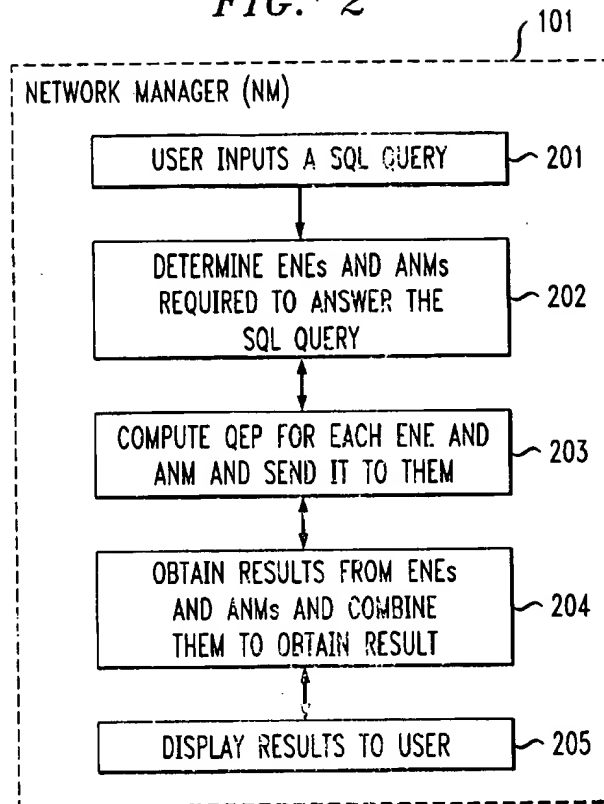 FIG. 2
101
NETWORK MANAGER (NM)
USER INPUTS A SQL QUERY
201
DETERMINE ENEs AND ANMs
REQUIRED TO ANSWER THE
SQL QUERY
202
COMPUTE QEP FOR EACH ENE AND
ANM AND SEND IT TO THEM
203
OBTAIN RESULTS FROM ENEs
AND ANMs AND COMBINE
THEM TO OBTAIN RESULT
204
DISPLAY RESULTS TO USER
205